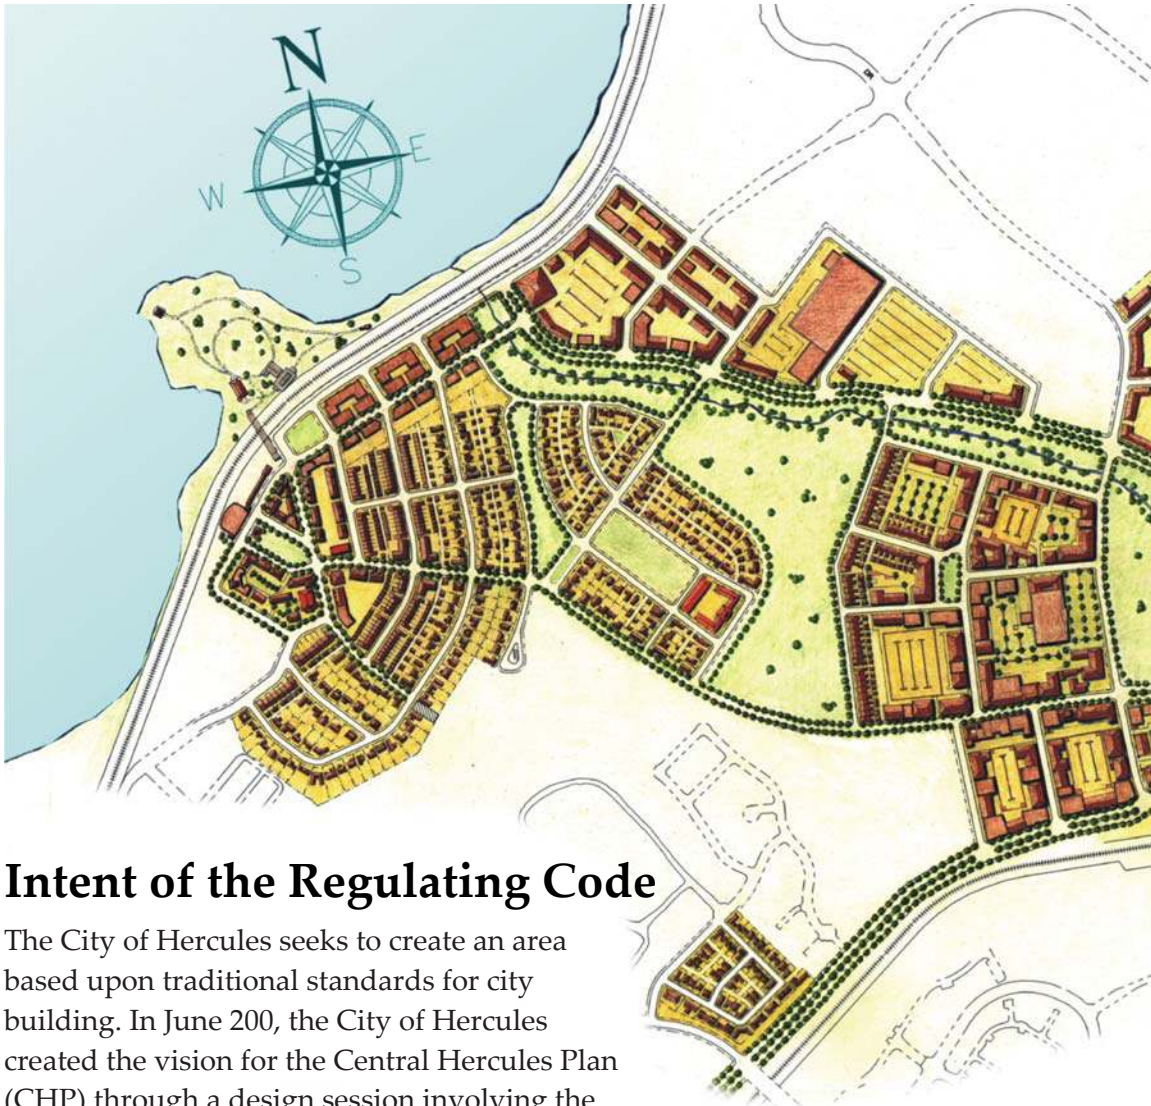 N
E
W
S
Intent of the Regulating Code
The City of Hercules seeks to create an area
based upon traditional standards for city
building. In June 200, the City of Hercules
created the vision for the Central Hercules Plan
(CHP) through a design session involving the